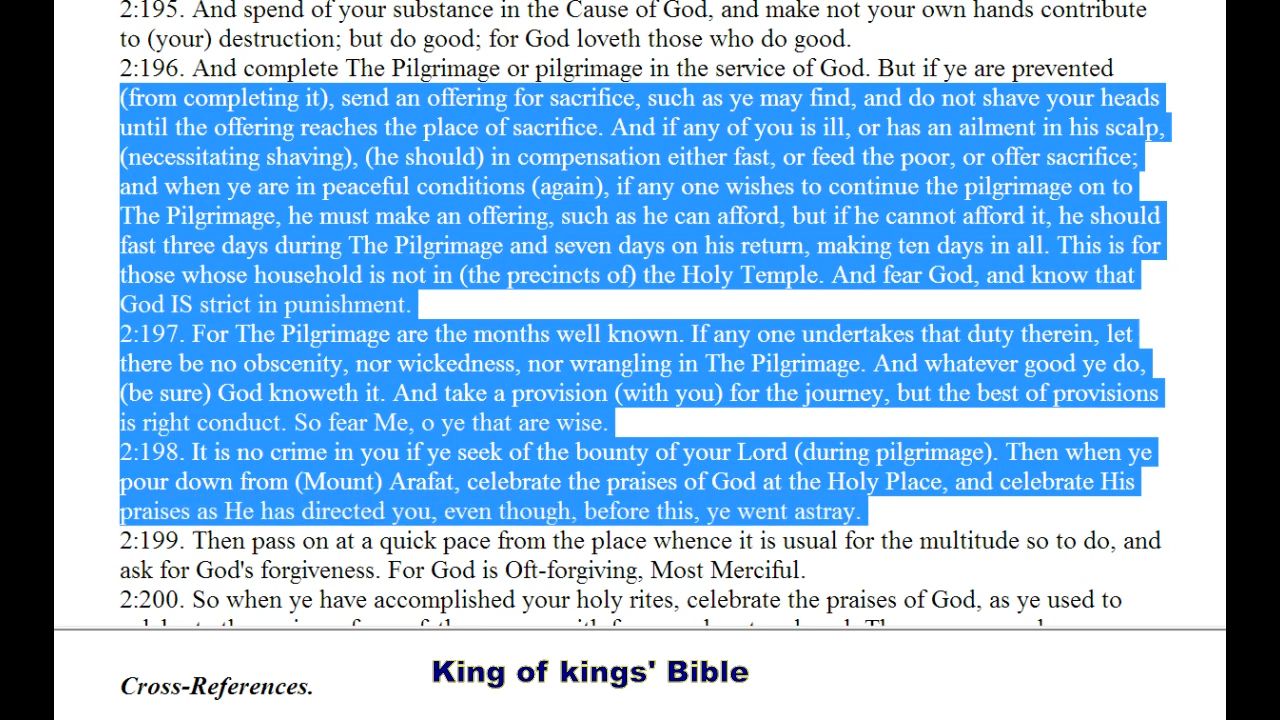 2:195. And spend of your substance in the Cause of God, and make not your own hands contribute
to (your) destruction; but do good; for God loveth those who do good.
2:196. And complete The Pilgrimage or pilgrimage in the service of God. But if ye are prevented
(from completing it), send an offering for sacrifice, such as ye may find, and do not shave your heads
until the offering reaches the place of sacrifice. And if any of you is ill, or has an ailment in his scalp,
(necessitating shaving), (he should) in compensation either fast, or feed the poor, or offer sacrifice;
and when ye are in peaceful conditions (again), if any one wishes to continue the pilgrimage on to
The Pilgrimage, he must make an offering, such as he can afford, but if he cannot afford it, he should
fast three days during The Pilgrimage and seven days on his return, making ten days in all. This is for
those whose household is not in (the precincts of) the Holy Temple. And fear God, and know that
God IS strict in punishment.
2:197. For The Pilgrimage are the months well known. If any one undertakes that duty therein, let
there be no obscenity, nor wickedness, nor wrangling in The Pilgrimage. And whatever good ye do,
(be sure) God knoweth it. And take a provision (with you) for the journey, but the best of provisions
is right conduct. So fear Me, o ye that are wise.
2:198. It is no crime in you if ye seek of the bounty of your Lord (during pilgrimage). Then when ye
pour down from (Mount) Arafat, celebrate the praises of God at the Holy Place, and celebrate His
praises as He has directed you, even though, before this, ye went astray.
2:199. Then pass on at a quick pace from the place whence it is usual for the multitude so to do, and
ask for God's forgiveness. For God is Oft-forgiving, Most Merciful.
2:200. So when ye have accomplished your holy rites, celebrate the praises of God, as ye used to
King of kings' Bible
Cross-References.